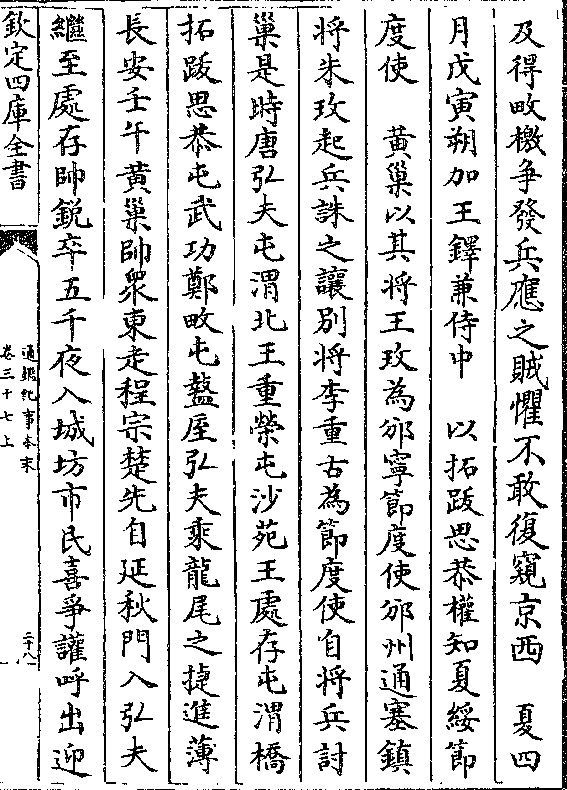 及得畋檄争發兵應之賊懼不敢復窺京西　夏四
月戊寅朔加王鐸兼侍中　以拓跋思恭權知夏綏節
度使　黄巢以其将王玫為邠寧節度使邠州通塞鎮
将朱玫起兵誅之讓别将李重古為節度使自将兵討
巢是時唐弘夫屯渭北王重榮屯沙苑王處存屯渭橋
拓跋思恭屯武功鄭畋屯盩厔弘夫乘龍尾之捷進薄
長安壬午黄巢帥衆東走程宗楚先自延秋門入弘夫
繼至處存帥鋭卒五千夜入城坊市民喜爭讙呼出迎
欽定四庫全書
通鑑紀事本末
卷三十七上
二十八